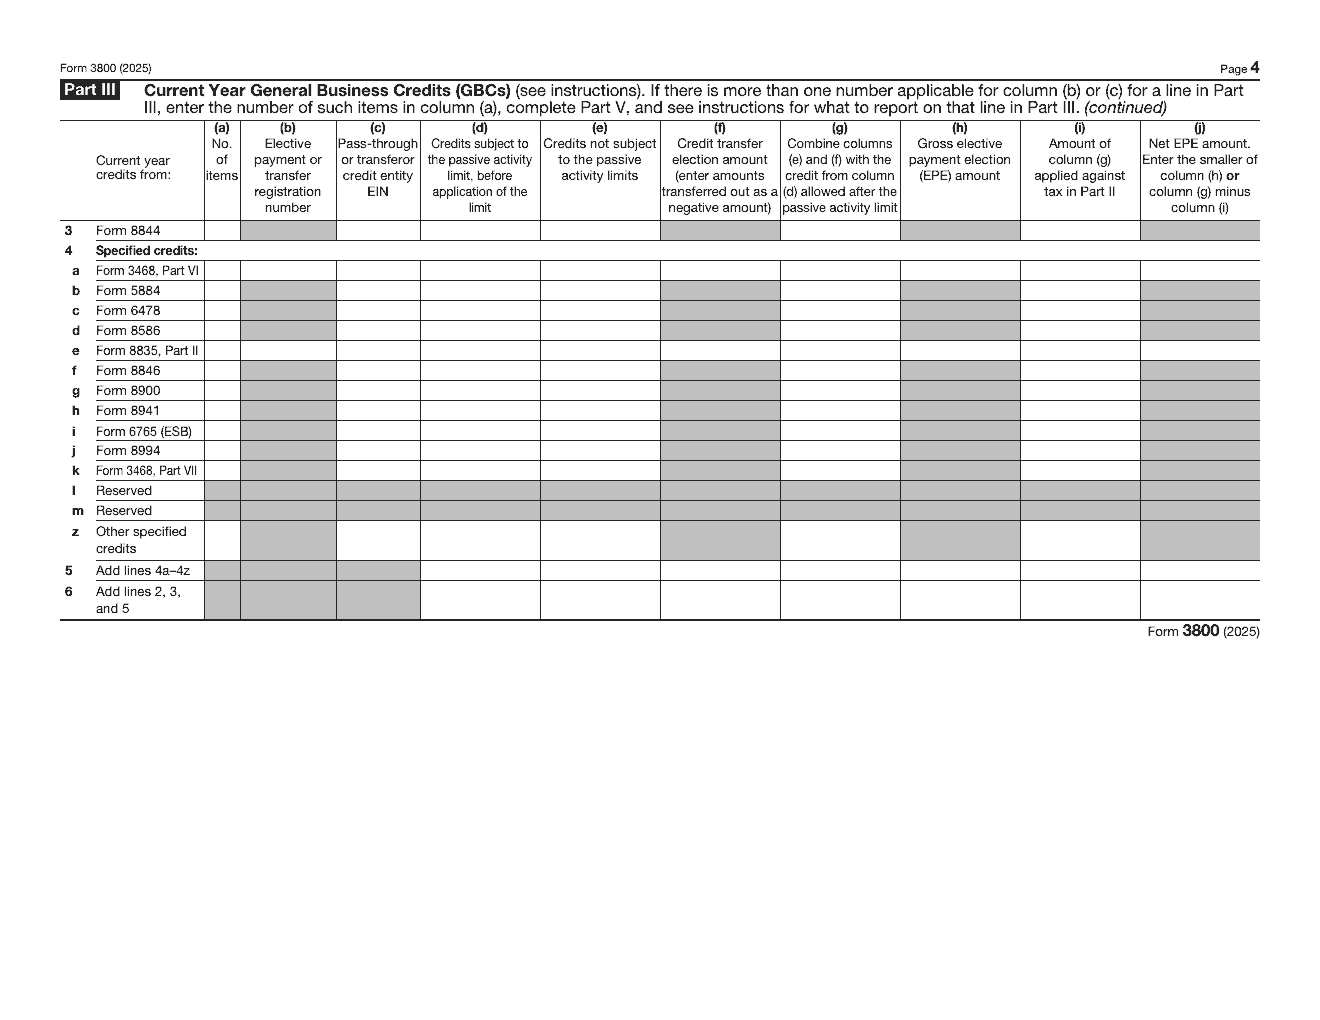 Form 3800 (2025) Page 4
Part III Current Year General Business Credits (GBCs) (see instructions). If there is more than one number applicable for column (b) or (c) for a line in Part
III, enter the number of such items in column (a), complete Part V, and see instructions for what to report on that line in Part III. (continued)
Current year
credits from:
(a)
No.
of
items
(b)
Elective
payment or
transfer
registration
number
(c)
Pass-through
or transferor
credit entity
EIN
(d)
Credits subject to
the passive activity
limit, before
application of the
limit
(e)
Credits not subject
to the passive
activity limits
(f)
Credit transfer
election amount
(enter amounts
transferred out as a
negative amount)
(g)
Combine columns
(e) and (f) with the
credit from column
(d) allowed after the
passive activity limit
(h)
Gross elective
payment election
(EPE) amount
(i)
Amount of
column (g)
applied against
tax in Part II
(j)
Net EPE amount.
Enter the smaller of
column (h) or
column (g) minus
column (i)
3 Form 8844
4 Specified credits:
a Form 3468, Part VI
b Form 5884
c Form 6478
d Form 8586
e Form 8835, Part II
f Form 8846
g Form 8900
h Form 8941
i Form 6765 (ESB)
j Form 8994
k Form 3468, Part VII
l Reserved
m Reserved
z Other specified
credits
5 Add lines 4a–4z
6 Add lines 2, 3,
and 5
Form 3800 (2025)